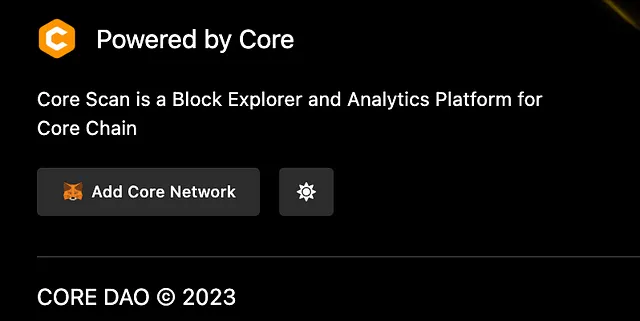 Powered by Core
Core Scan is a Block Explorer and Analytics Platform for
Core Chain
Add Core Network
CORE DAO © 2023